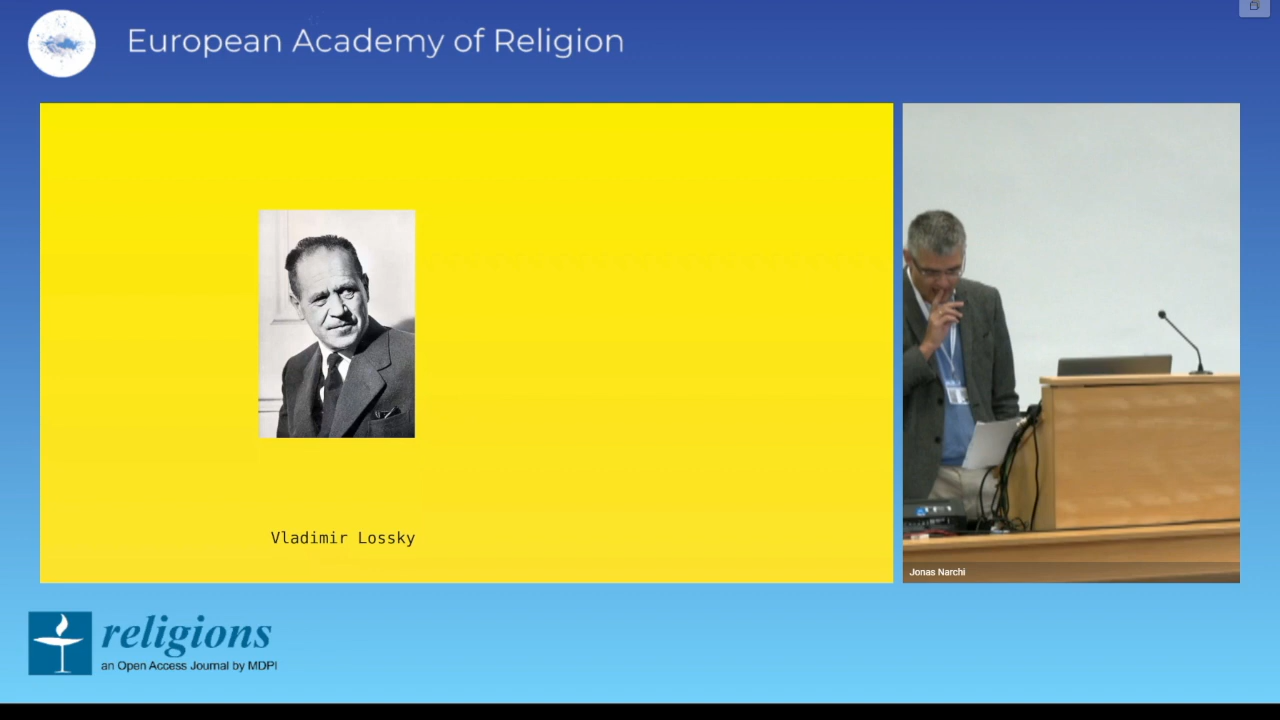 European Academy of Religion
Vladimir Lossky
Jonas Narchi
religions
an Open Access Journal by MDPI